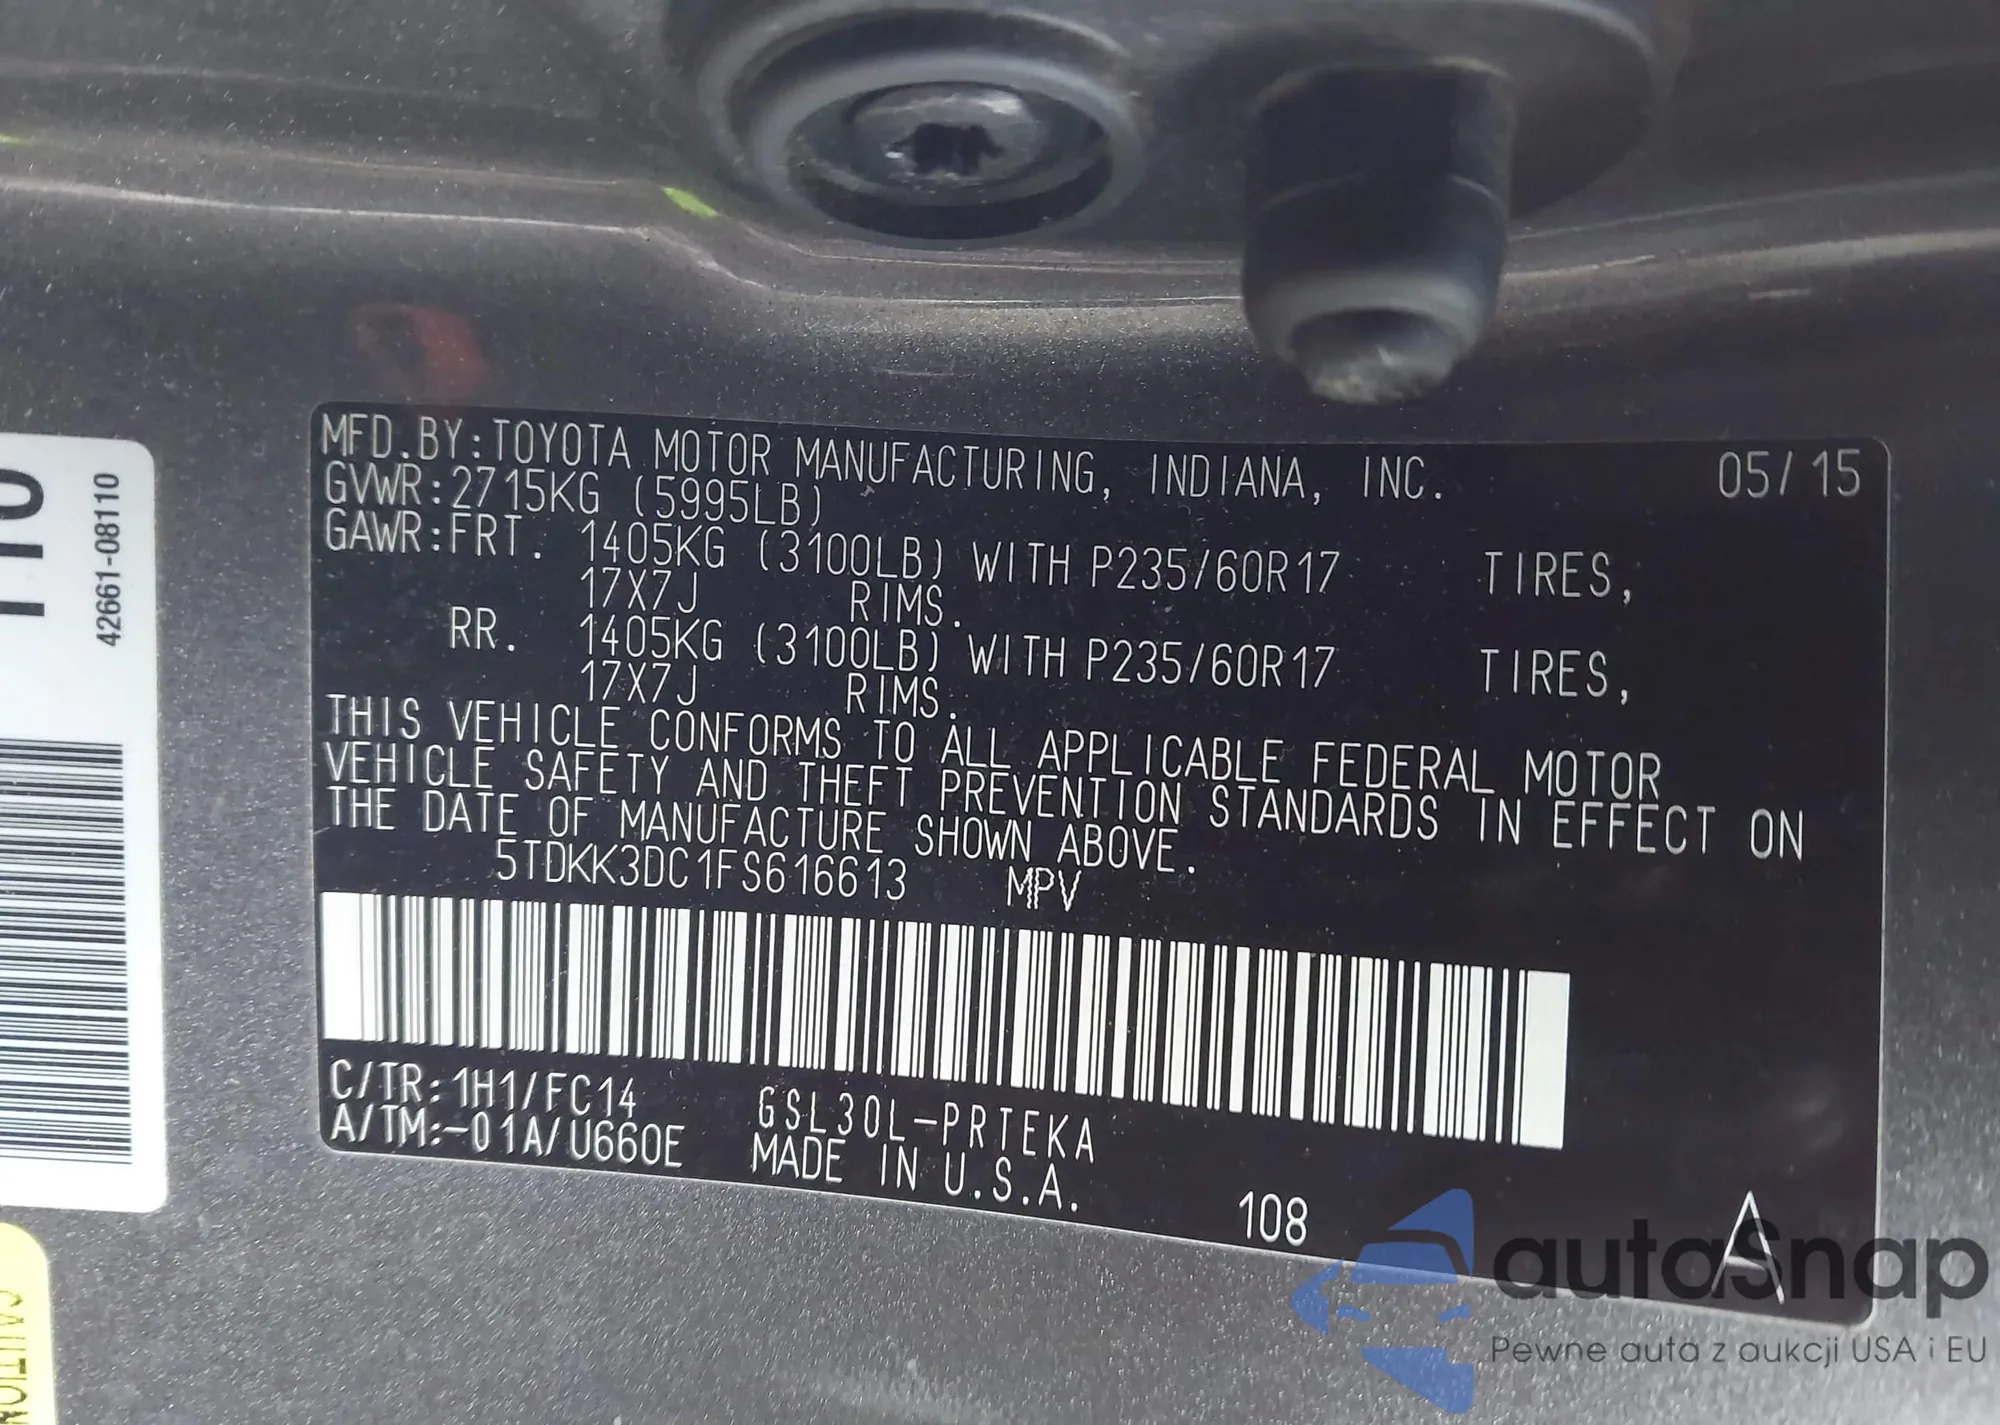 MFD.BY:TOYOTA MOTOR MANUFACTURING, INDIANA, INC. 05/15
GVWR:2715KG (5995LB)
GAWR:FRT. 1405KG (3100LB) WITH P235/60R17 TIRES,
17X7J RIMS.
RR. 1405KG (3100LB) WITH P235/60R17 TIRES,
17X7J RIMS.
THIS VEHICLE CONFORMS TO ALL APPLICABLE FEDERAL MOTOR
VEHICLE SAFETY AND THEFT PREVENTION STANDARDS IN EFFECT ON
THE DATE OF MANUFACTURE SHOWN ABOVE.
5TDKK3DC1FS616613 MPV
C/TR:1H1/FC14 GSL30L-PRTEKA
A/TM:-01A/U660E MADE IN U.S.A.
108 A
42661-08110
CAUTION
autoSnap
Pewne auta z aukcji USA i EU